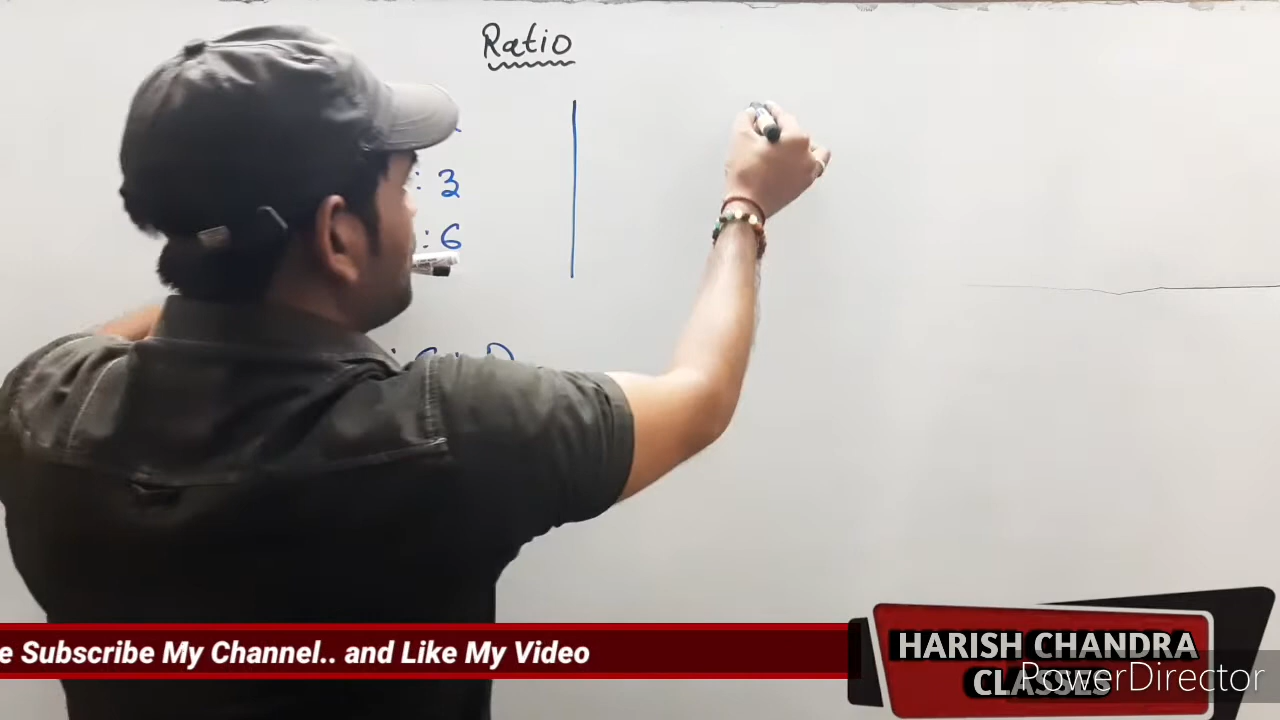 Ratio
: 3
: 6
: C : D
e Subscribe My Channel.. and Like My Video
HARISH CHANDRA
CLASSES
PowerDirector